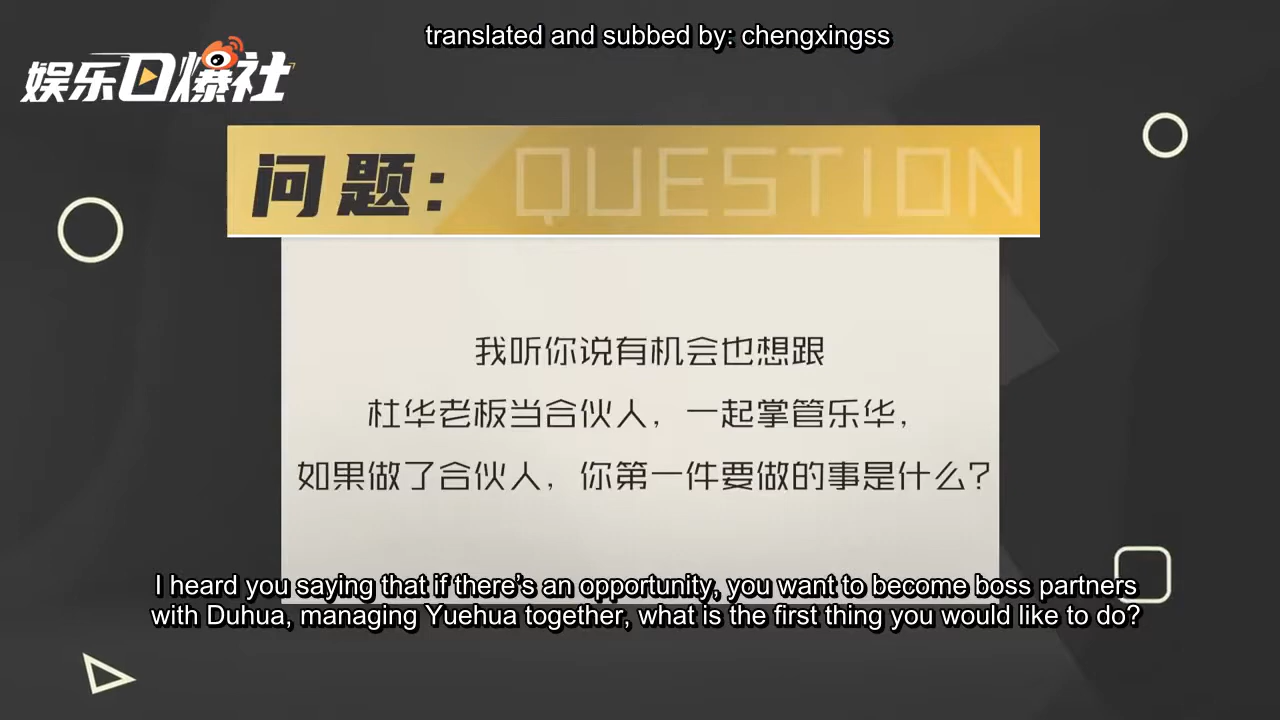 translated and subbed by: chengxingss
娱乐日爆社
问题:
QUESTION
我听你说有机会也想跟
杜华老板当合伙人，一起掌管乐华，
如果做了合伙人，你第一件要做的事是什么？
I heard you saying that if there's an opportunity, you want to become boss partners
with Duhua, managing Yuehua together, what is the first thing you would like to do?